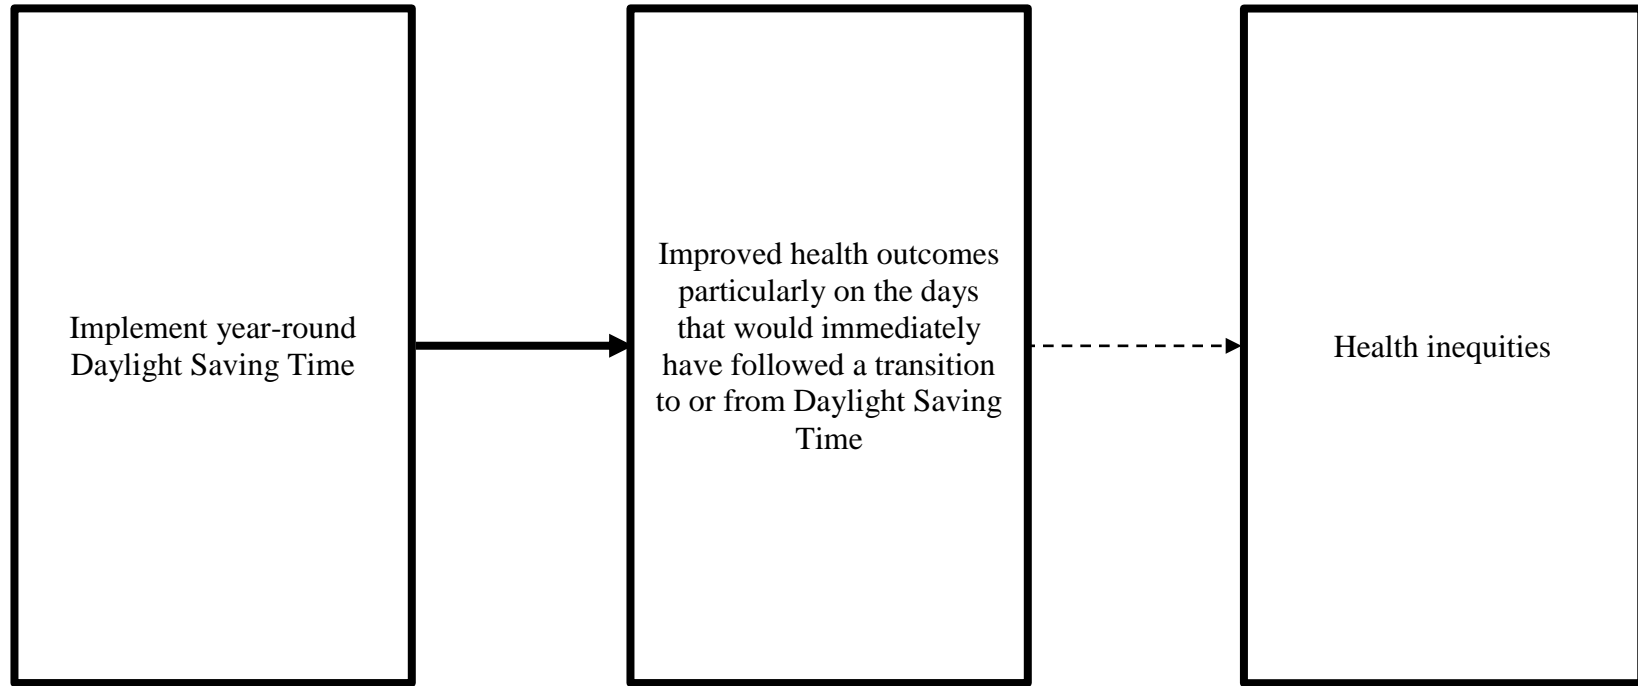 Implement year-round
Daylight Saving Time
Improved health outcomes
particularly on the days
that would immediately
have followed a transition
to or from Daylight Saving
Time
Health inequities